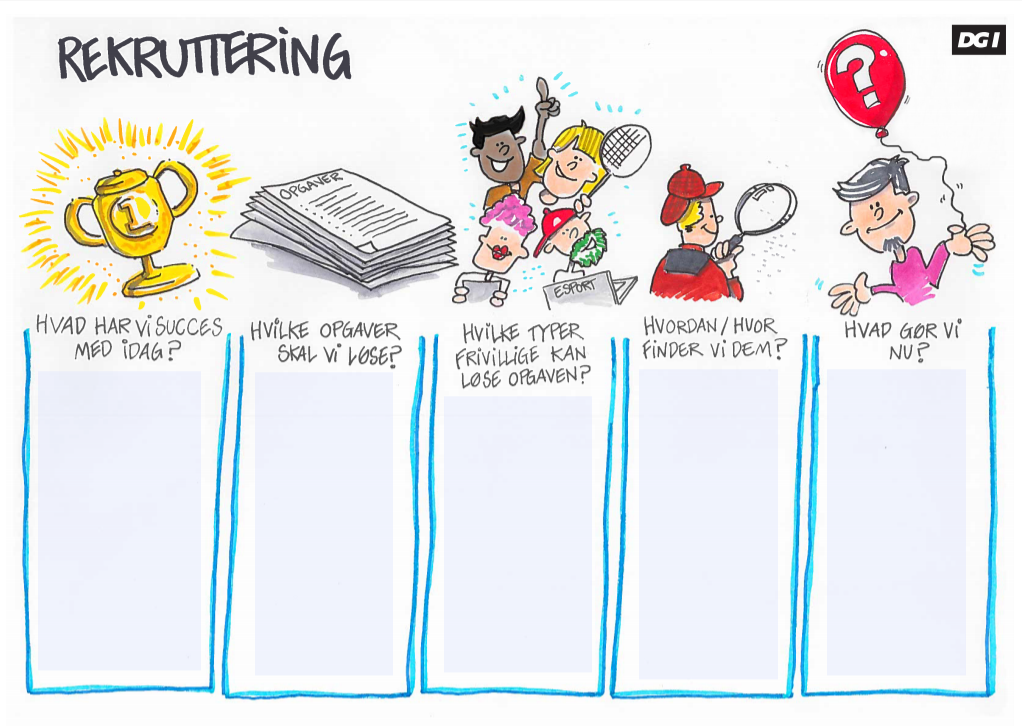 REKRUTTERING
DGI
?
1
OPGAVER
ESPORT
HVAD HAR VI SUCCES
MED IDAG?
HVILKE OPGAVER
SKAL VI LØSE?
HVILKE TYPER
FRIVILLIGE KAN
LØSE OPGAVEN?
HVORDAN / HVOR
FINDER VI DEM?
HVAD GØR VI
NU?